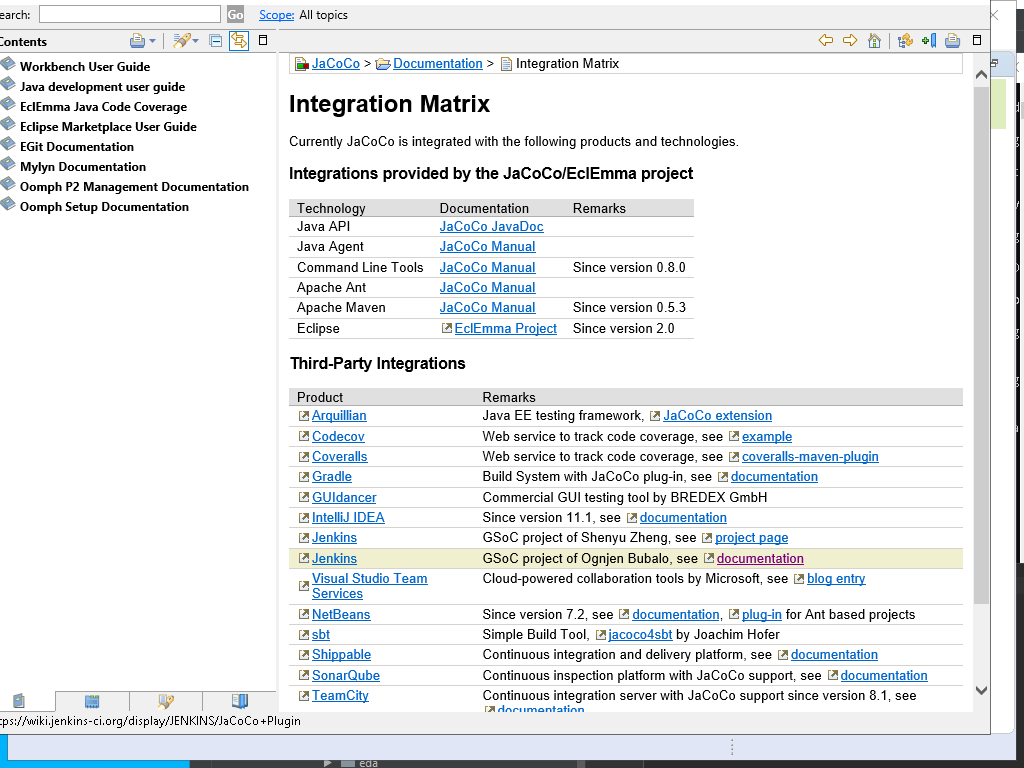 earch: Go Scope: All topics
Contents
Workbench User Guide
Java development user guide
EclEmma Java Code Coverage
Eclipse Marketplace User Guide
EGit Documentation
Mylyn Documentation
Oomph P2 Management Documentation
Oomph Setup Documentation
JaCoCo > Documentation > Integration Matrix
Integration Matrix
Currently JaCoCo is integrated with the following products and technologies.
Integrations provided by the JaCoCo/EclEmma project
Technology Documentation Remarks
Java API JaCoCo JavaDoc
Java Agent JaCoCo Manual
Command Line Tools JaCoCo Manual Since version 0.8.0
Apache Ant JaCoCo Manual
Apache Maven JaCoCo Manual Since version 0.5.3
Eclipse EclEmma Project Since version 2.0
Third-Party Integrations
Product Remarks
Arquillian Java EE testing framework, JaCoCo extension
Codecov Web service to track code coverage, see example
Coveralls Web service to track code coverage, see coveralls-maven-plugin
Gradle Build System with JaCoCo plug-in, see documentation
GUIdancer Commercial GUI testing tool by BREDEX GmbH
IntelliJ IDEA Since version 11.1, see documentation
Jenkins GSoC project of Shenyu Zheng, see project page
Jenkins GSoC project of Ognjen Bubalo, see documentation
Visual Studio Team Cloud-powered collaboration tools by Microsoft, see blog entry
Services
NetBeans Since version 7.2, see documentation, plug-in for Ant based projects
sbt Simple Build Tool, jacoco4sbt by Joachim Hofer
Shippable Continuous integration and delivery platform, see documentation
SonarQube Continuous inspection platform with JaCoCo support, see documentation
TeamCity Continuous integration server with JaCoCo support since version 8.1, see
documentation
tps://wiki.jenkins-ci.org/display/JENKINS/JaCoCo+Plugin
eda